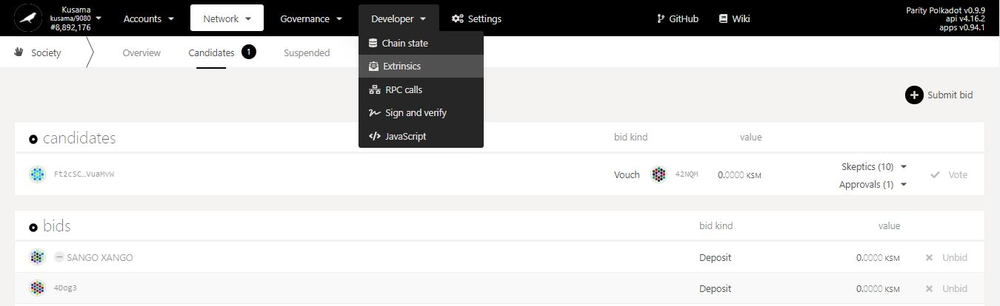 Kusama
kusama/9080
#8,892,176
Accounts
Network
Governance
Developer
Settings
GitHub
Wiki
Parity Polkadot v0.9.9
api v4.16.2
apps v0.94.1
Society
Overview
Candidates 1
Suspended
Chain state
Extrinsics
RPC calls
Sign and verify
JavaScript
Submit bid
candidates bid kind value
Ft2cSC…VuaMvW Vouch 42NQM 0.0000 KSM
Skeptics (10)
Approvals (1)
Vote
bids bid kind value
SANGO XANGO Deposit 0.0000 KSM Unbid
4Dog3 Deposit 0.0000 KSM Unbid